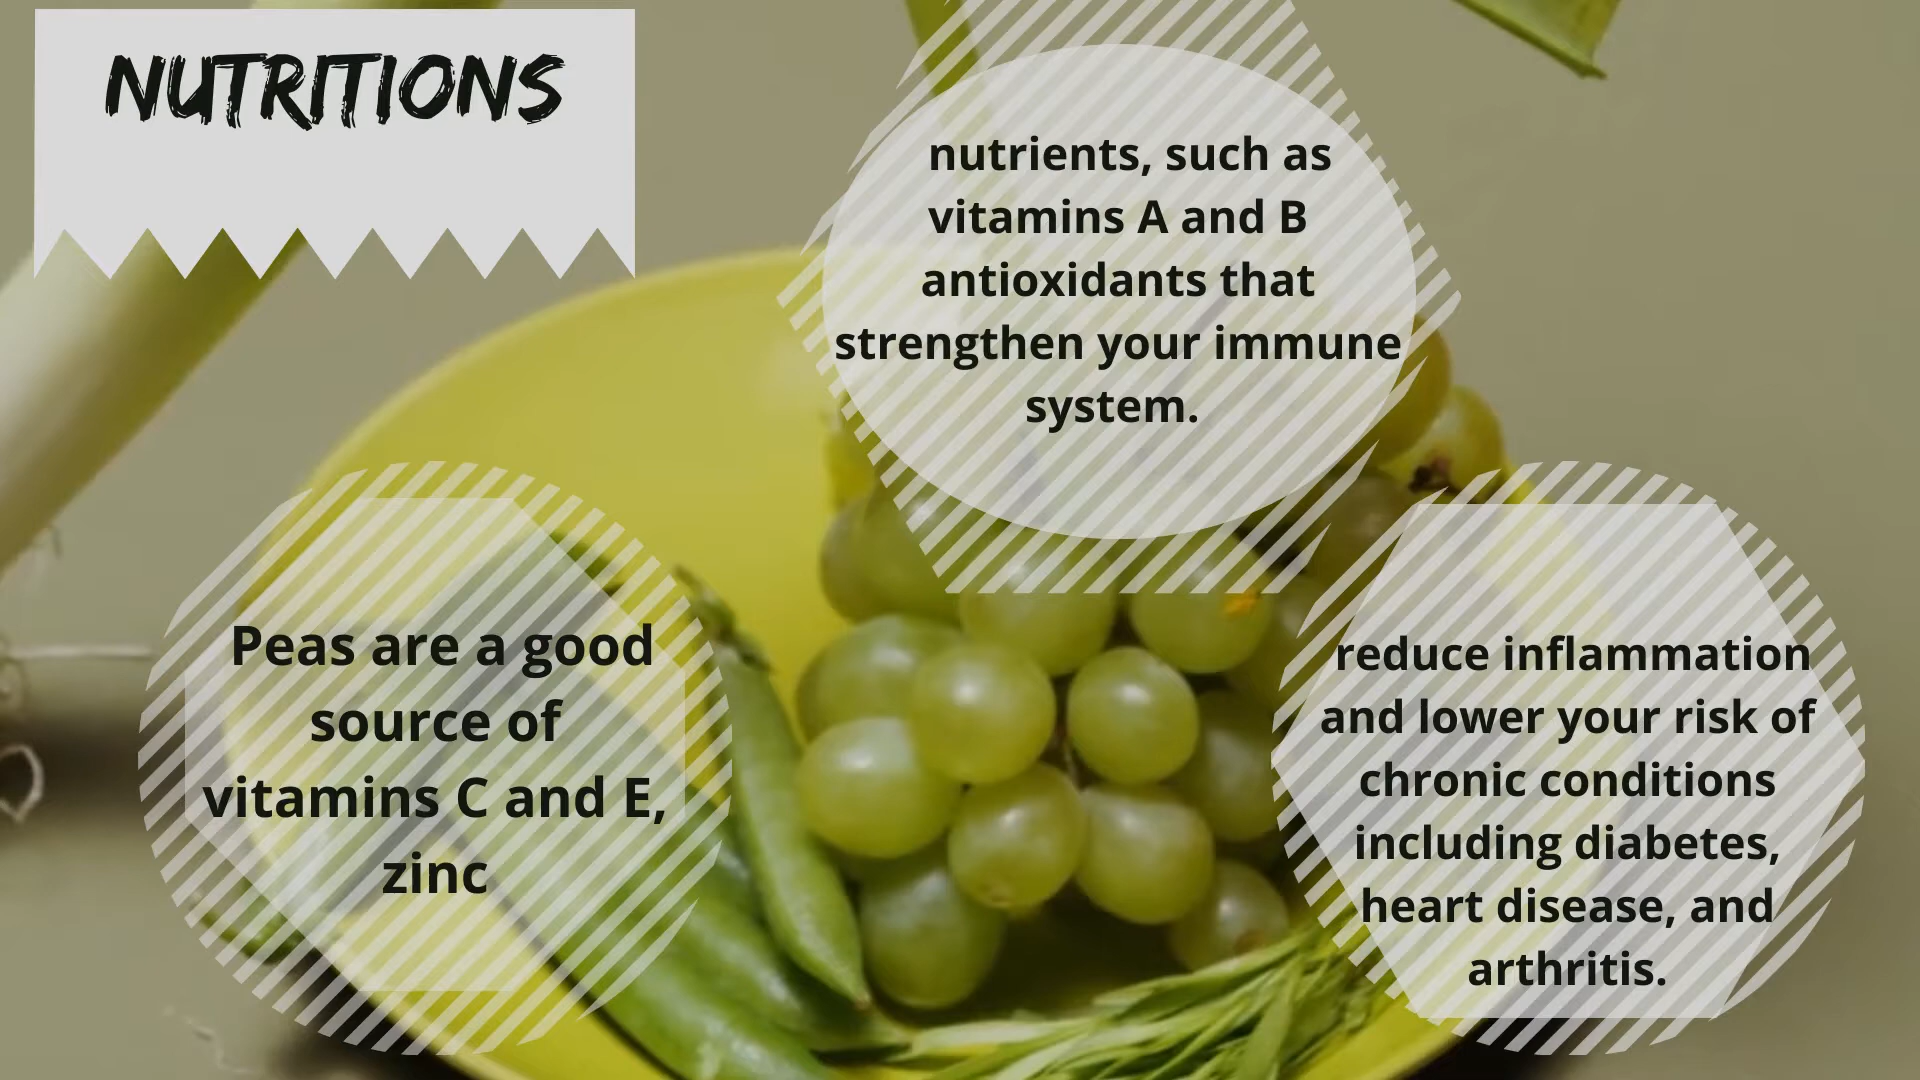 NUTRITIONS
nutrients, such as
vitamins A and B
antioxidants that
strengthen your immune
system.
Peas are a good
source of
vitamins C and E,
zinc
reduce inflammation
and lower your risk of
chronic conditions
including diabetes,
heart disease, and
arthritis.